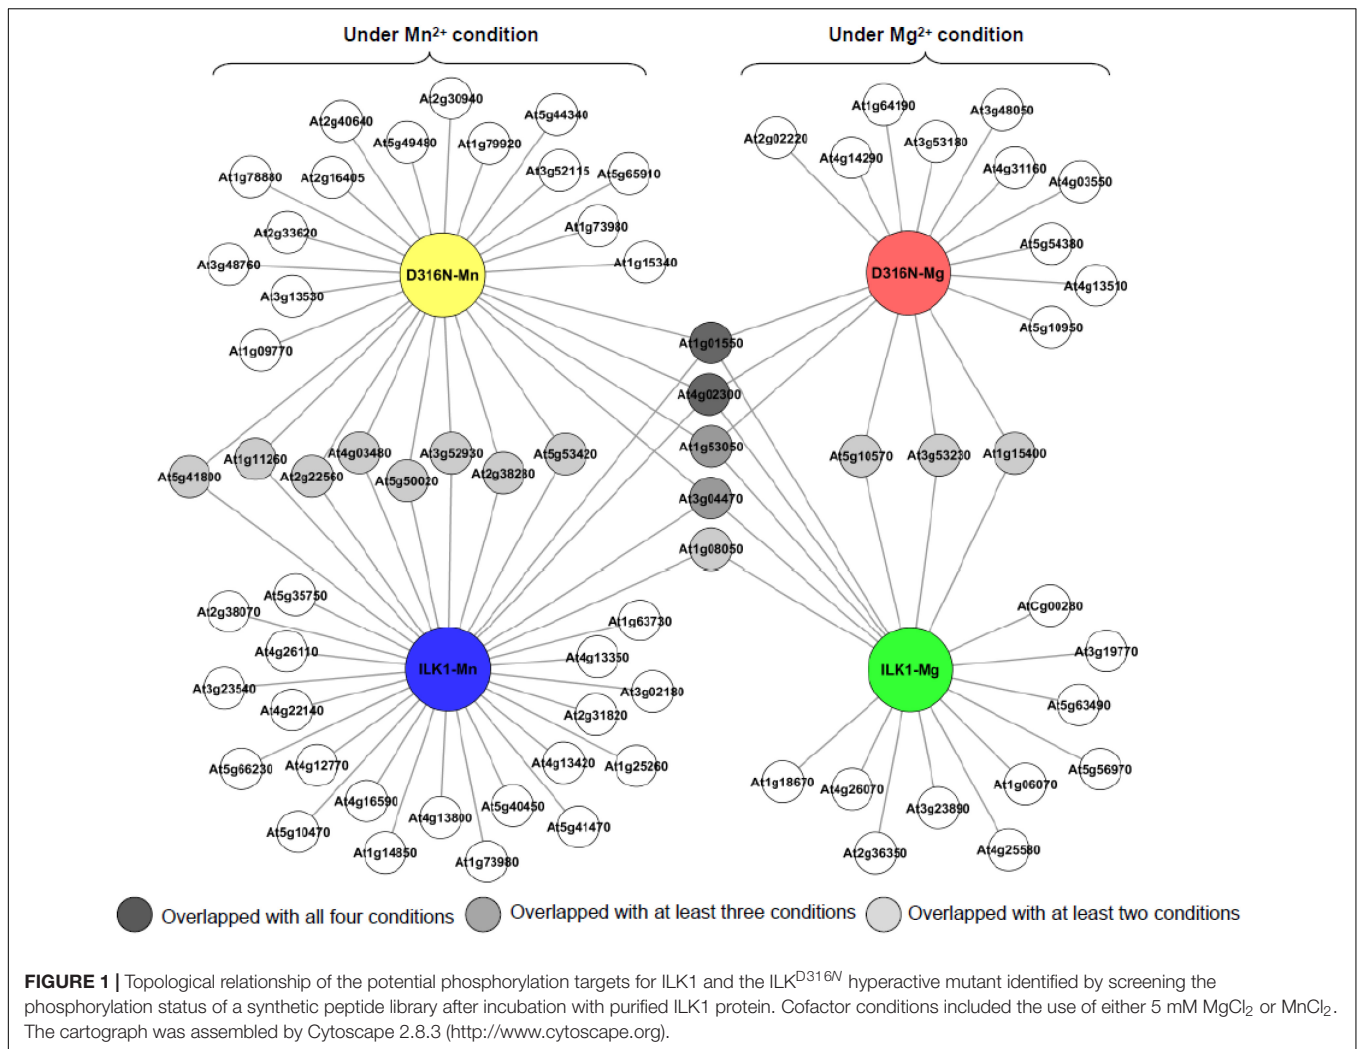 Under Mn2+ condition
Under Mg2+ condition
At2g30940
At1g64190
At2g40640
At5g44340
At3g48050
At5g49480
At1g79920
At2g02220
At3g53180
At4g14290
At1g78880
At2g16405
At3g52115
At5g65910
At4g31160
At4g03550
At2g33620
At1g73980
At5g54380
At3g48760
At1g15340
D316N-Mn
D316N-Mg
At4g13510
At3g13530
At5g10950
At1g09770
At1g01550
At4g02300
At1g53050
At5g41800
At1g11260
At2g22560
At4g03480
At5g50020
At3g52930
At2g38280
At5g53420
At5g10570
At3g53230
At1g15400
At3g04470
At1g08050
At5g35750
At2g38070
At1g63730
AtCg00280
At4g26110
At4g13350
At3g19770
ILK1-Mn
ILK1-Mg
At3g23540
At3g02180
At4g22140
At2g31820
At5g63490
At5g66230
At4g12770
At4g13420
At1g25260
At5g56970
At1g18670
At4g26070
At1g06070
At4g16590
At4g13800
At5g40450
At3g23890
At5g10470
At5g41470
At1g14850
At1g73980
At2g36350
At4g25580
Overlapped with all four conditions
Overlapped with at least three conditions
Overlapped with at least two conditions
FIGURE 1 | Topological relationship of the potential phosphorylation targets for ILK1 and the ILKD316N hyperactive mutant identified by screening the
phosphorylation status of a synthetic peptide library after incubation with purified ILK1 protein. Cofactor conditions included the use of either 5 mM MgCl2 or MnCl2.
The cartograph was assembled by Cytoscape 2.8.3 (http://www.cytoscape.org).